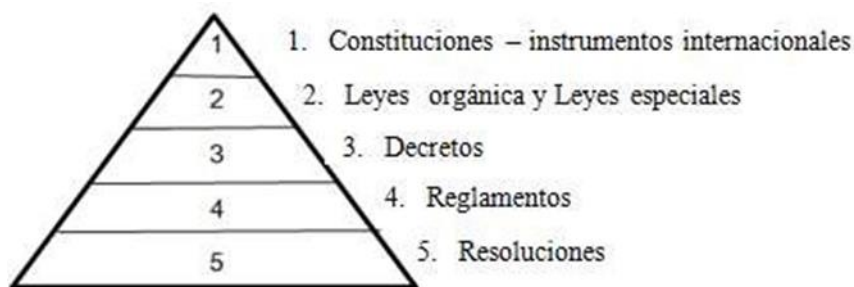 1
1. Constituciones – instrumentos internacionales
2
2. Leyes orgánica y Leyes especiales
3
3. Decretos
4
4. Reglamentos
5
5. Resoluciones